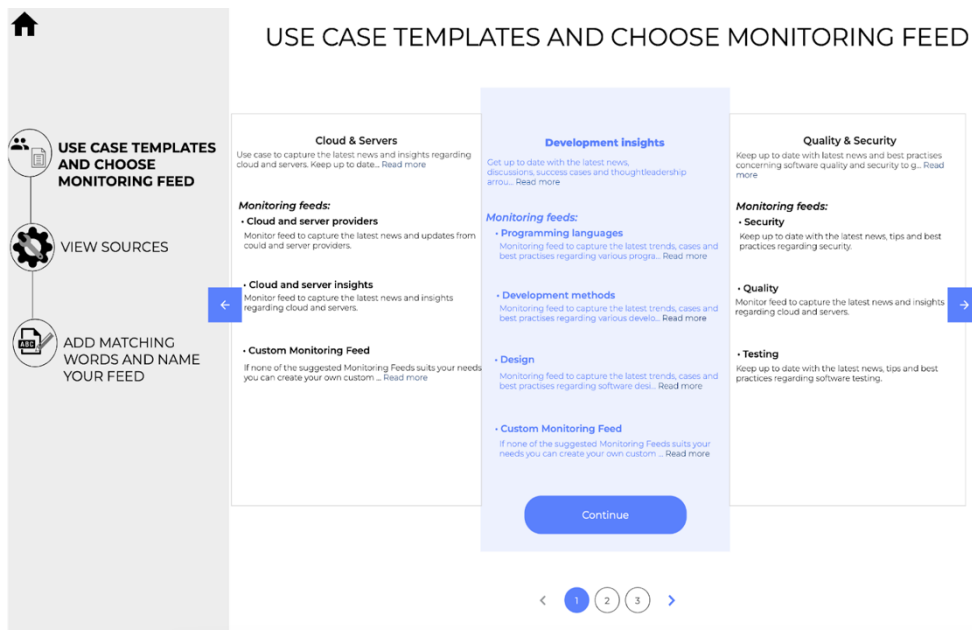 USE CASE TEMPLATES AND CHOOSE MONITORING FEED
USE CASE TEMPLATES
AND CHOOSE
MONITORING FEED
VIEW SOURCES
ABC
ADD MATCHING
WORDS AND NAME
YOUR FEED
Cloud & Servers
Use case to capture the latest news and insights regarding
cloud and servers. Keep up to date... Read more
Monitoring feeds:
• Cloud and server providers
Monitor feed to capture the latest news and updates from
could and server providers.
• Cloud and server insights
Monitor feed to capture the latest news and insights
regarding cloud and servers.
• Custom Monitoring Feed
If none of the suggested Monitoring Feeds suits your needs
you can create your own custom ... Read more
Development insights
Get up to date with the latest news,
discussions, success cases and thoughtleadership
arrou... Read more
Monitoring feeds:
• Programming languages
Monitoring feed to capture the latest trends, cases and
best practises regarding various progra... Read more
• Development methods
Monitoring feed to capture the latest trends, cases and
best practises regarding various develo... Read more
• Design
Monitoring feed to capture the latest trends, cases and
best practises regarding software desi... Read more
• Custom Monitoring Feed
If none of the suggested Monitoring Feeds suits your
needs you can create your own custom ... Read more
Continue
Quality & Security
Keep up to date with latest news and best practises
concerning software quality and security to g... Read
more
Monitoring feeds:
• Security
Keep up to date with the latest news, tips and best
practices regarding security.
• Quality
Monitor feed to capture the latest news and insights
regarding cloud and servers.
• Testing
Keep up to date with the latest news, tips and best
practices regarding software testing.
< 1 2 3 >